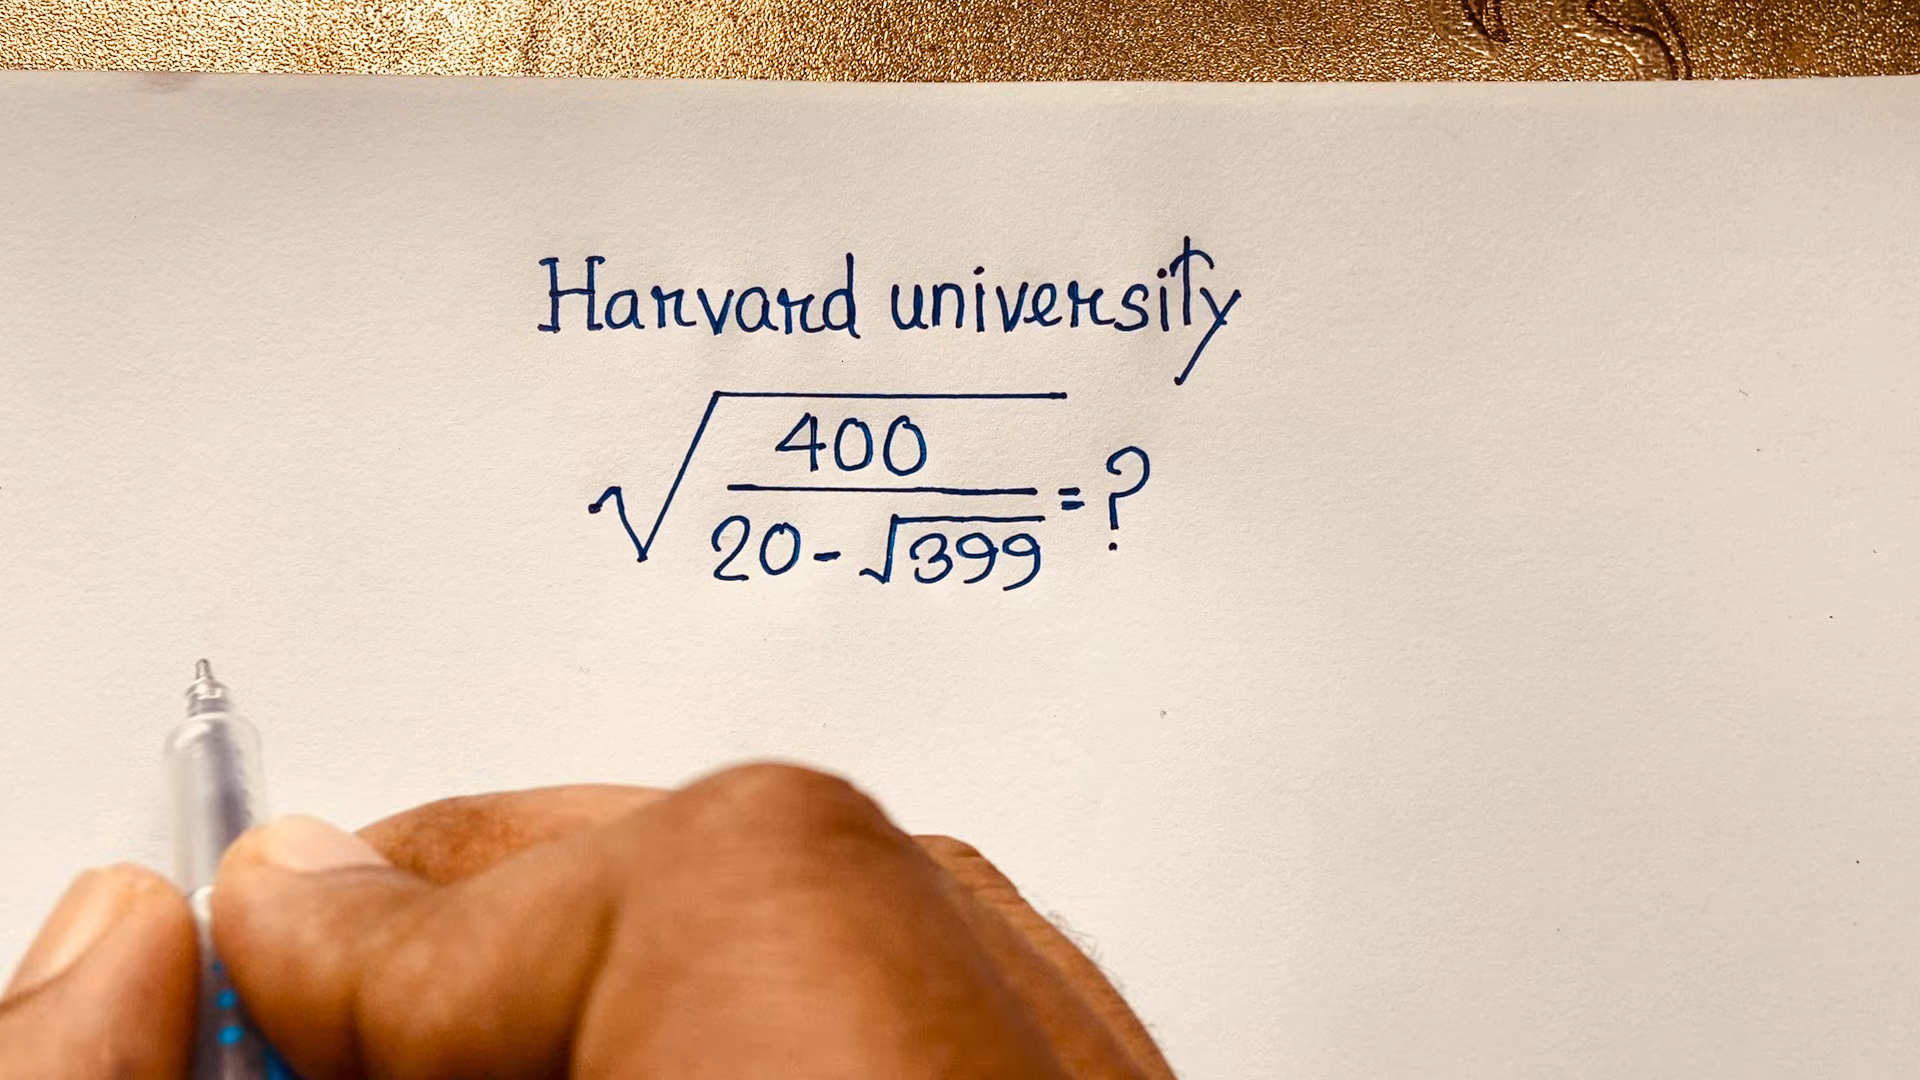 Harvard university
√(400 / (20 - √399)) = ?